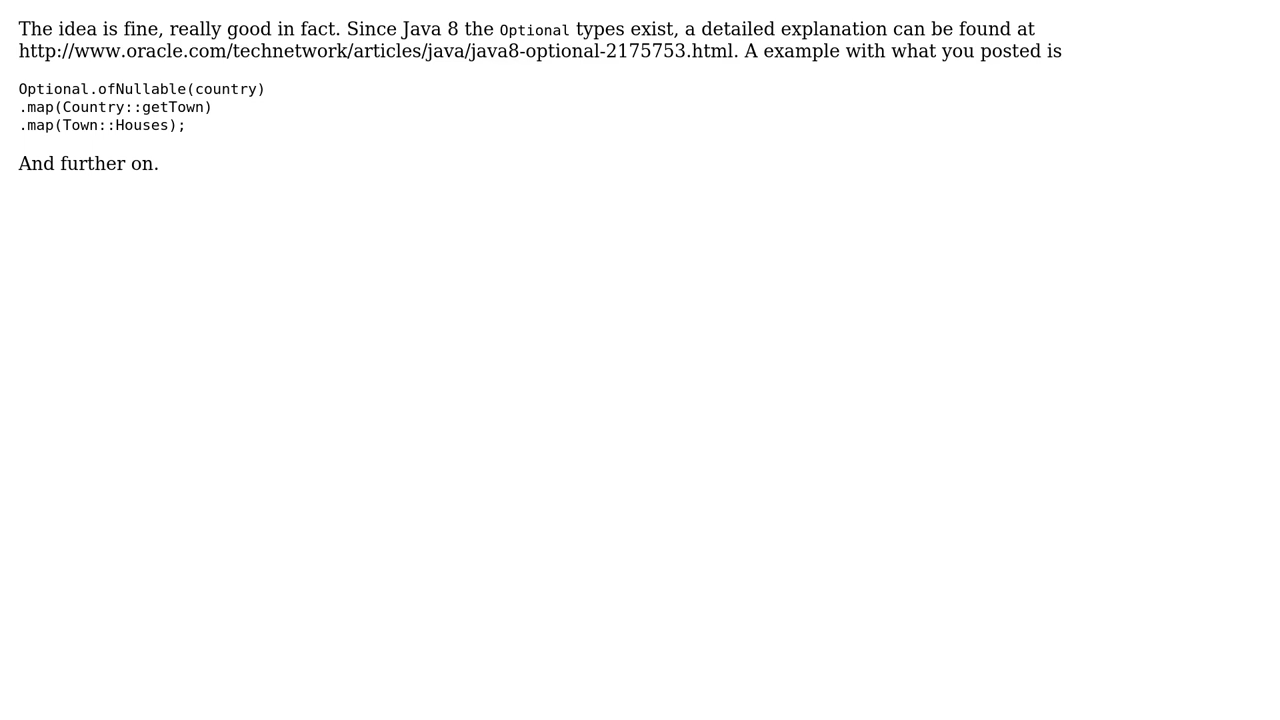 The idea is fine, really good in fact. Since Java 8 the Optional types exist, a detailed explanation can be found at
http://www.oracle.com/technetwork/articles/java/java8-optional-2175753.html. A example with what you posted is
Optional.ofNullable(country)
.map(Country::getTown)
.map(Town::Houses);
And further on.